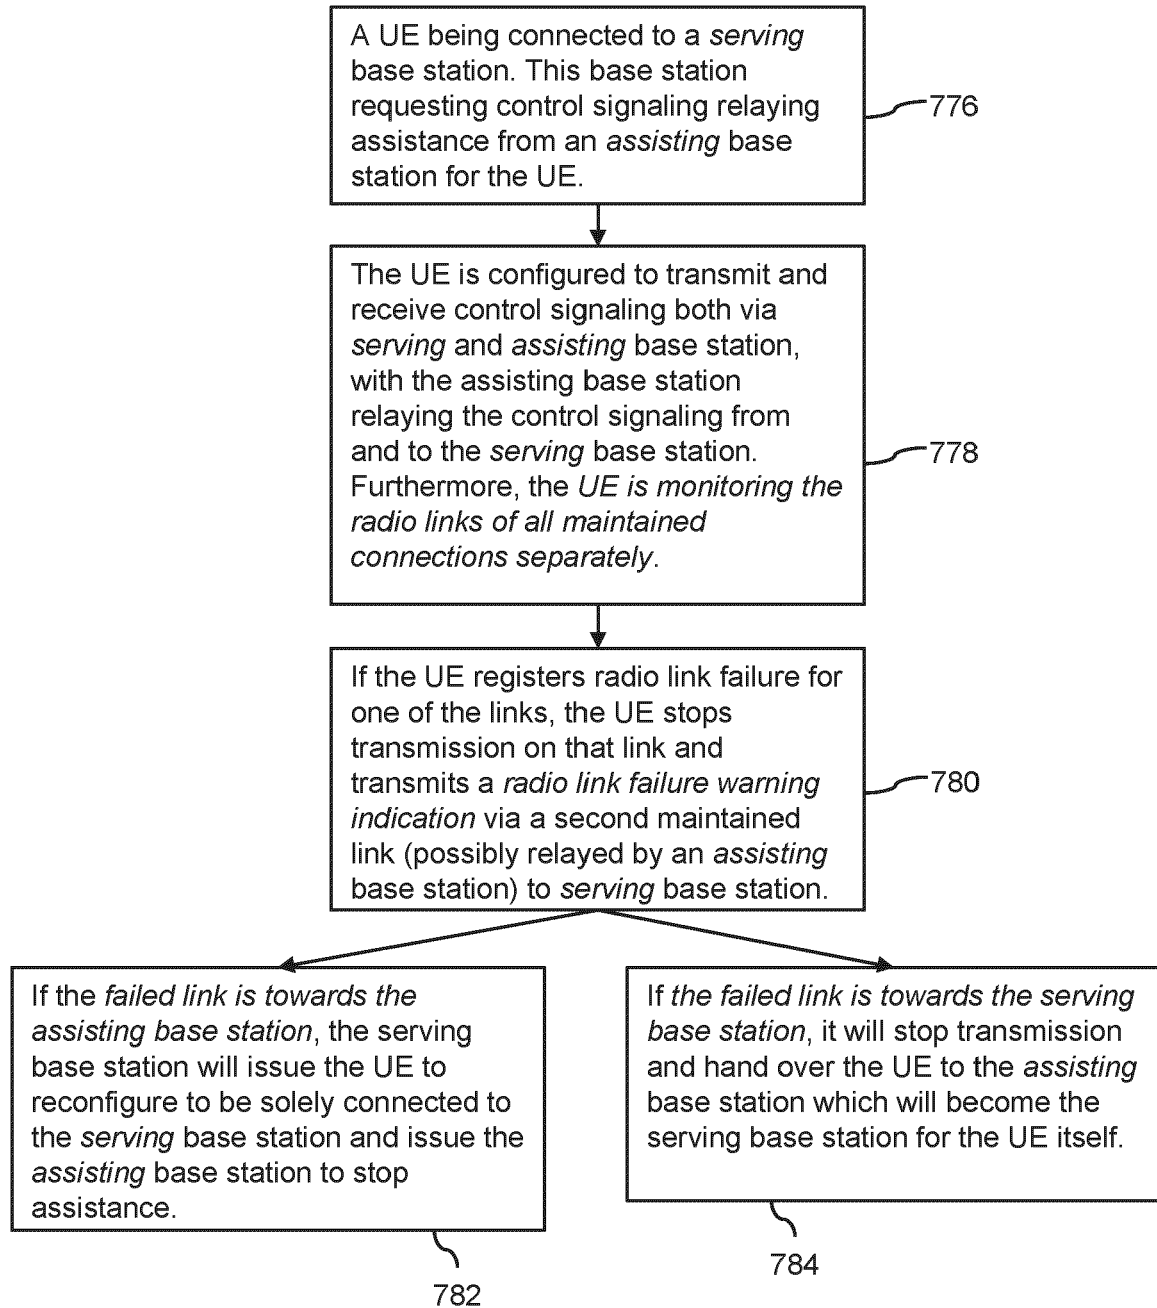 A UE being connected to a serving
base station. This base station
requesting control signaling relaying
assistance from an assisting base
station for the UE.
776
The UE is configured to transmit and
receive control signaling both via
serving and assisting base station,
with the assisting base station
relaying the control signaling from
and to the serving base station.
Furthermore, the UE is monitoring the
radio links of all maintained
connections separately.
778
If the UE registers radio link failure for
one of the links, the UE stops
transmission on that link and
transmits a radio link failure warning
indication via a second maintained
link (possibly relayed by an assisting
base station) to serving base station.
780
If the failed link is towards the
assisting base station, the serving
base station will issue the UE to
reconfigure to be solely connected to
the serving base station and issue the
assisting base station to stop
assistance.
782
If the failed link is towards the serving
base station, it will stop transmission
and hand over the UE to the assisting
base station which will become the
serving base station for the UE itself.
784